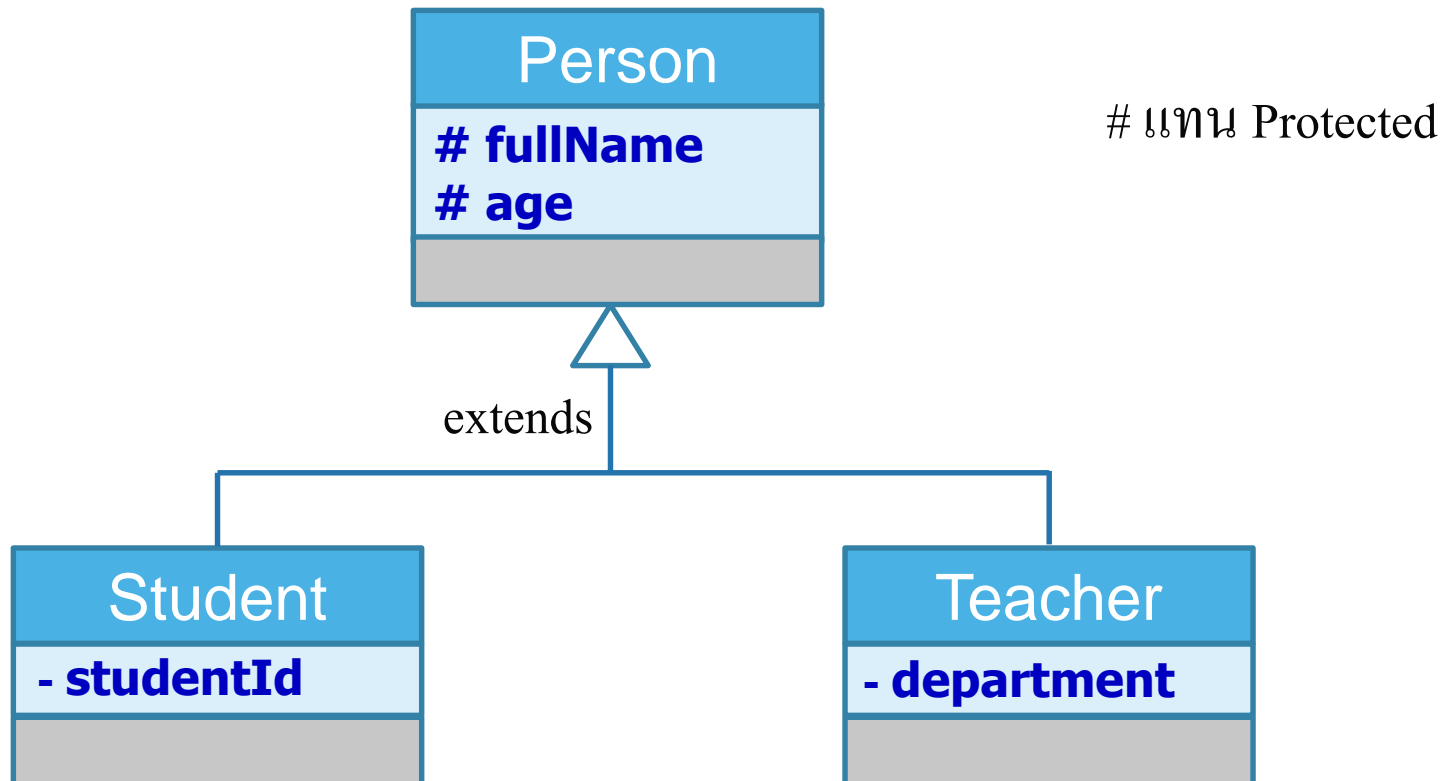 Person
# fullName
# age
# แทน Protected
extends
Student
- studentId
Teacher
- department